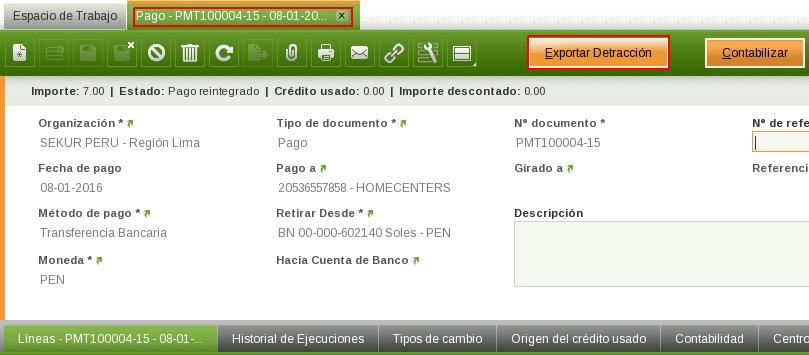 Espacio de Trabajo Pago - PMT100004-15 - 08-01-20...
Exportar Detracción Contabilizar
Importe: 7.00 | Estado: Pago reintegrado | Crédito usado: 0.00 | Importe descontado: 0.00
Organización * Tipo de documento * Nº documento * Nº de refe
SEKUR PERU - Región Lima Pago PMT100004-15
Fecha de pago Pago a Girado a Referenci
08-01-2016 20536557858 - HOMECENTERS
Método de pago * Retirar Desde * Descripción
Transferencia Bancaria BN 00-000-602140 Soles - PEN
Moneda * Hacia Cuenta de Banco
PEN
Líneas - PMT100004-15 - 08-01-... Historial de Ejecuciones Tipos de cambio Origen del crédito usado Contabilidad Centro